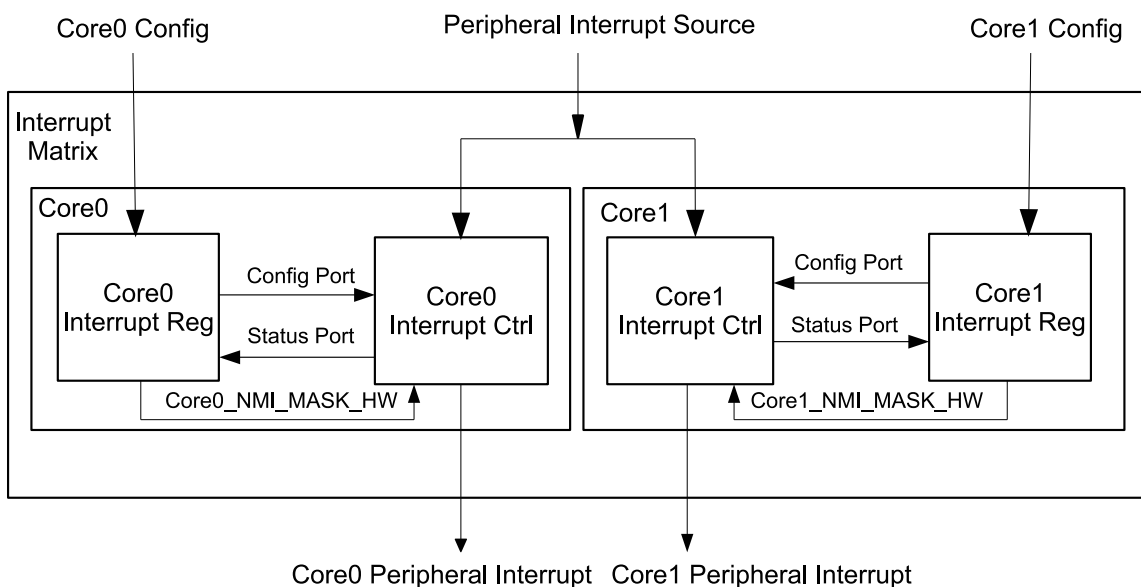 Core0 Config
Peripheral Interrupt Source
Core1 Config
Interrupt
Matrix
Core0
Core0
Interrupt Reg
Config Port
Status Port
Core0
Interrupt Ctrl
Core0_NMI_MASK_HW
Core1
Core1
Interrupt Ctrl
Config Port
Status Port
Core1
Interrupt Reg
Core1_NMI_MASK_HW
Core0 Peripheral Interrupt
Core1 Peripheral Interrupt